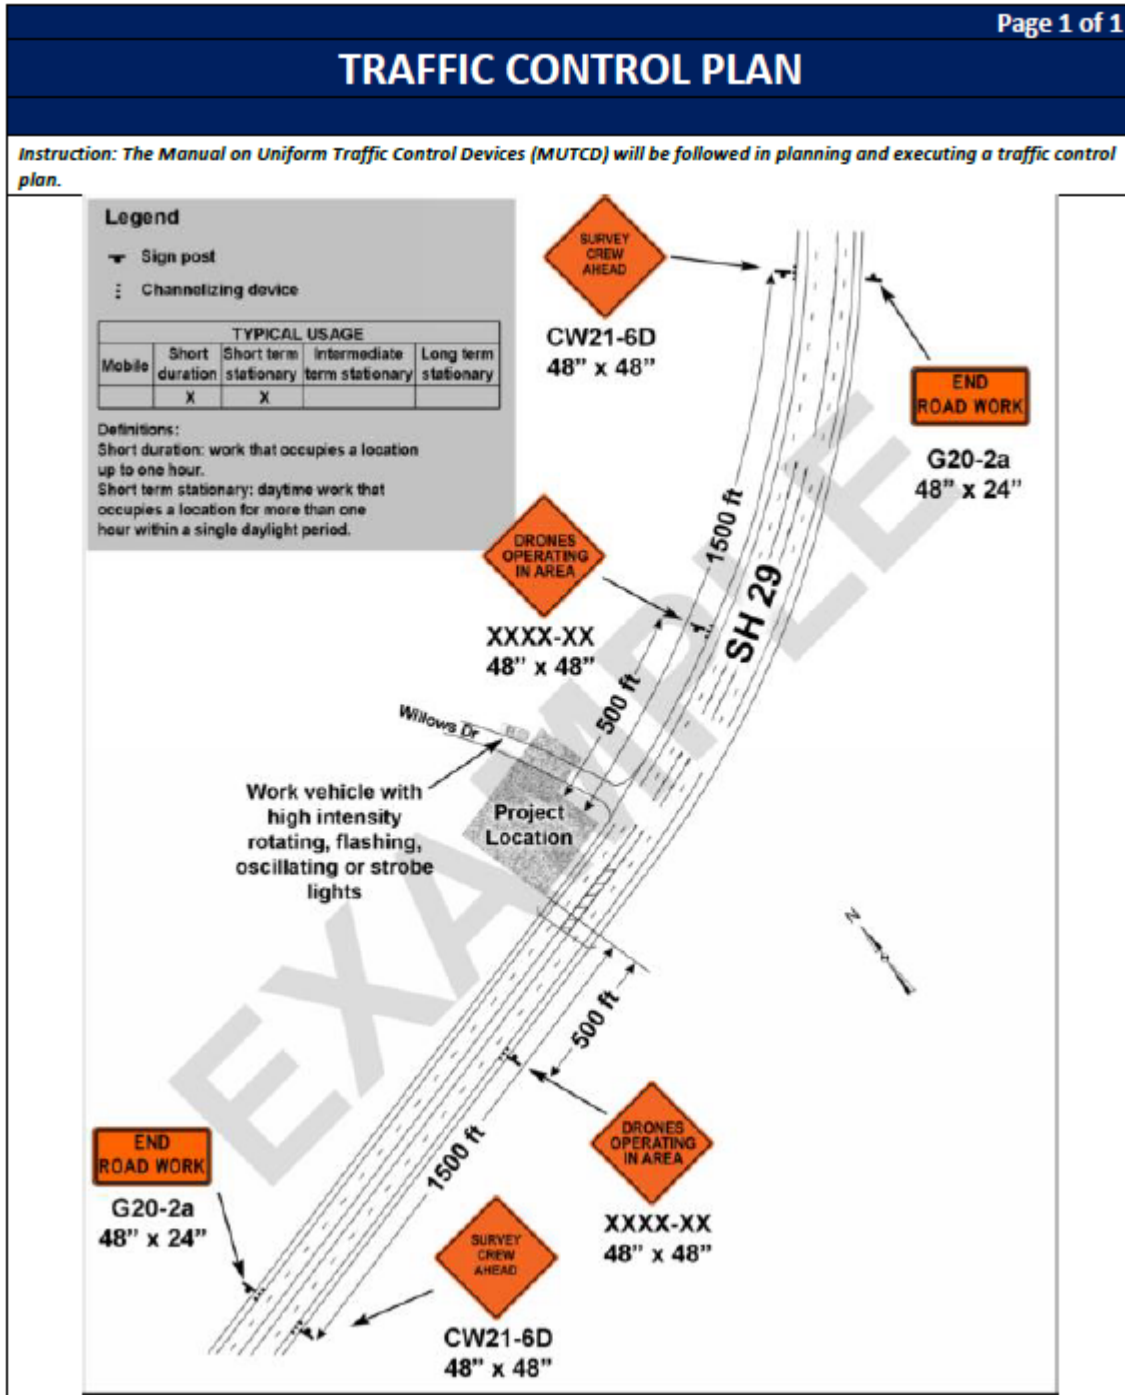 Page 1 of 1
TRAFFIC CONTROL PLAN
Instruction: The Manual on Uniform Traffic Control Devices (MUTCD) will be followed in planning and executing a traffic control
plan.
Legend
Sign post
Channelizing device
TYPICAL USAGE
Mobile
Short
duration
Short term
stationary
Intermediate
term stationary
Long term
stationary
X
X
Definitions:
Short duration: work that occupies a location
up to one hour.
Short term stationary: daytime work that
occupies a location for more than one
hour within a single daylight period.
SURVEY
CREW
AHEAD
CW21-6D
48" x 48"
END
ROAD WORK
G20-2a
48" x 24"
1500 ft
SH 29
DRONES
OPERATING
IN AREA
XXXX-XX
48" x 48"
500 ft
Willows Dr
Work vehicle with
high intensity
rotating, flashing,
oscillating or strobe
lights
Project
Location
EXAMPLE
N
500 ft
1500 ft
DRONES
OPERATING
IN AREA
XXXX-XX
48" x 48"
END
ROAD WORK
G20-2a
48" x 24"
SURVEY
CREW
AHEAD
CW21-6D
48" x 48"